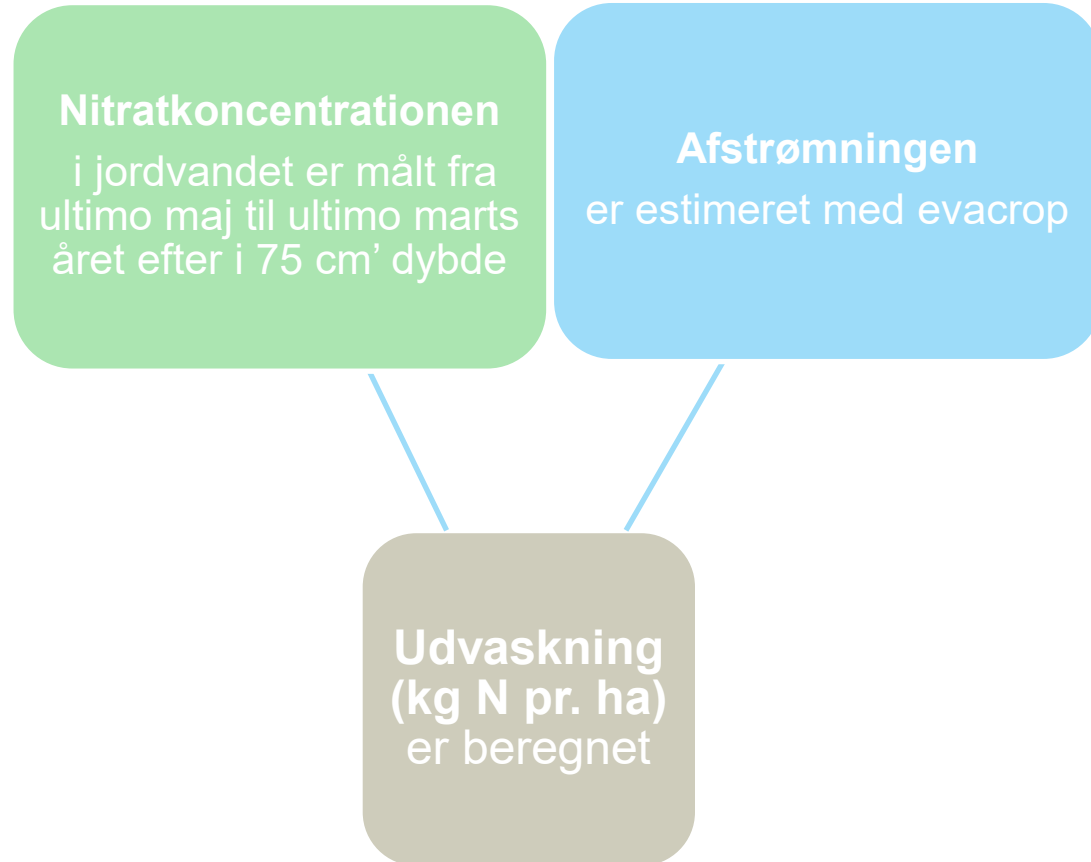 Nitratkoncentrationen
i jordvandet er målt fra
ultimo maj til ultimo marts
året efter i 75 cm’ dybde
Afstrømningen
er estimeret med evacrop
Udvaskning
(kg N pr. ha)
er beregnet